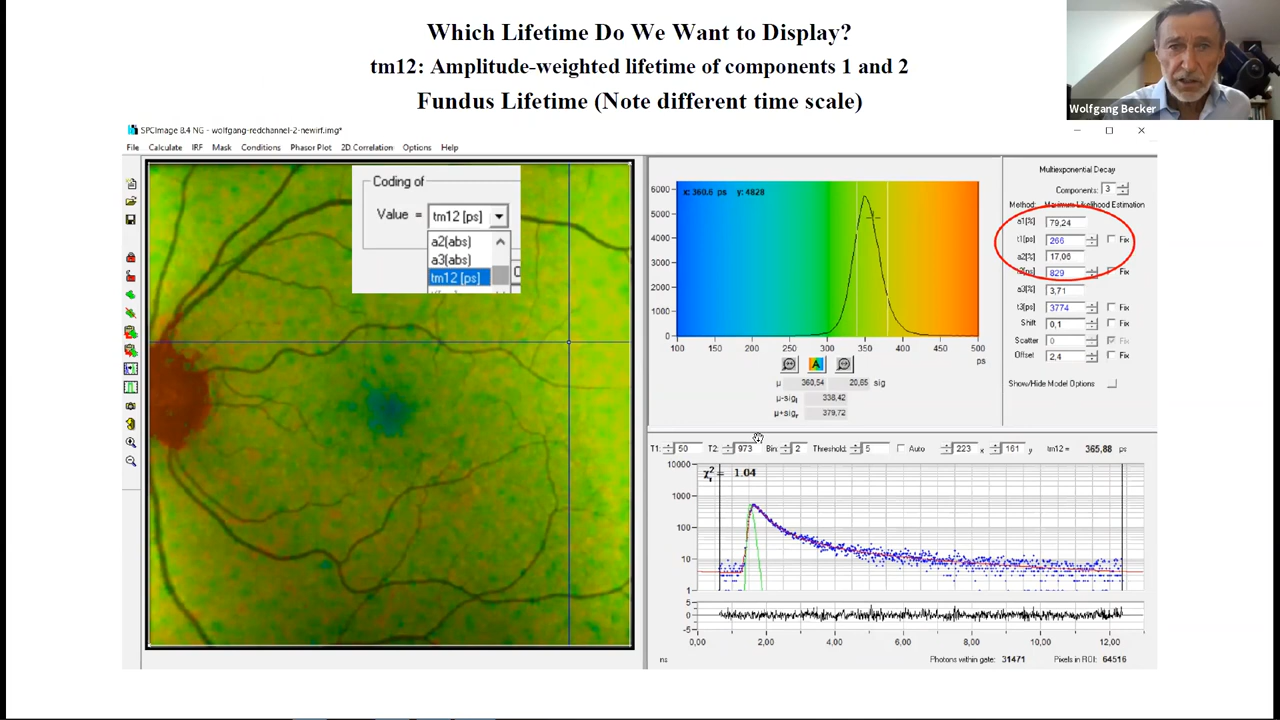 Which Lifetime Do We Want to Display?
tm12: Amplitude-weighted lifetime of components 1 and 2
Fundus Lifetime (Note different time scale)
Wolfgang Becker
SPCImage 8.4 NG - wolfgang-redchannel-2-newirf.img*
File Calculate IRF Mask Conditions Phasor Plot 2D Correlation Options Help
Coding of
Value = tm12 [ps]
a2(abs)
a3(abs)
tm12 [ps]
x: 360.6 ps y: 4828
6000
5000
4000
3000
2000
1000
0
100 150 200 250 300 350 400 450 500
ps
A
μ 360,54 20,65 sig
μ-sigl 338,42
μ+sigr 379,72
Multiexponential Decay
Components: 3
Method: Maximum Likelihood Estimation
a1[%] 79,24
t1[ps] 266 Fix
a2[%] 17,06
829
a3[%] 3,71
t3[ps] 3774 Fix
Shift 0,1 Fix
Scatter 0 Fix
Offset 2,4 Fix
Show/Hide Model Options
T1: 50 T2: 973 Bin: 2 Threshold: 5 Auto 223 x 161 y tm12 = 365,88 ps
χr2 = 1.04
10000
1000
100
10
1
5
0
-5
0,00 2,00 4,00 6,00 8,00 10,00 12,00
ns
Photons within gate: 31471 Pixels in ROI: 64516